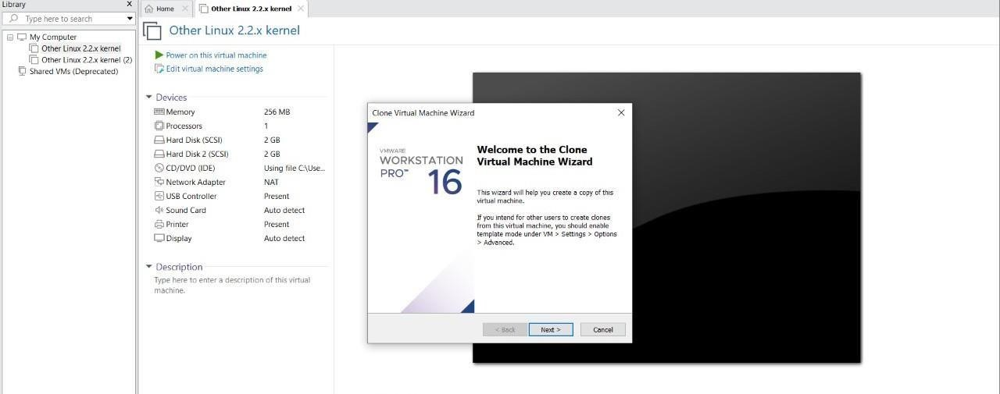 Library
X
Type here to search
My Computer
Other Linux 2.2.x kernel
Other Linux 2.2.x kernel (2)
Shared VMs (Deprecated)
Home
Other Linux 2.2.x kernel
Other Linux 2.2.x kernel
Power on this virtual machine
Edit virtual machine settings
Devices
Memory 256 MB
Processors 1
Hard Disk (SCSI) 2 GB
Hard Disk 2 (SCSI) 2 GB
CD/DVD (IDE) Using file C:\Use...
Network Adapter NAT
USB Controller Present
Sound Card Auto detect
Printer Present
Display Auto detect
Description
Type here to enter a description of this virtual
machine.
Clone Virtual Machine Wizard
VMWARE
WORKSTATION
PRO™ 16
Welcome to the Clone
Virtual Machine Wizard
This wizard will help you create a copy of this
virtual machine.
If you intend for other users to create clones
from this virtual machine, you should enable
template mode under VM > Settings > Options
> Advanced.
< Back Next > Cancel